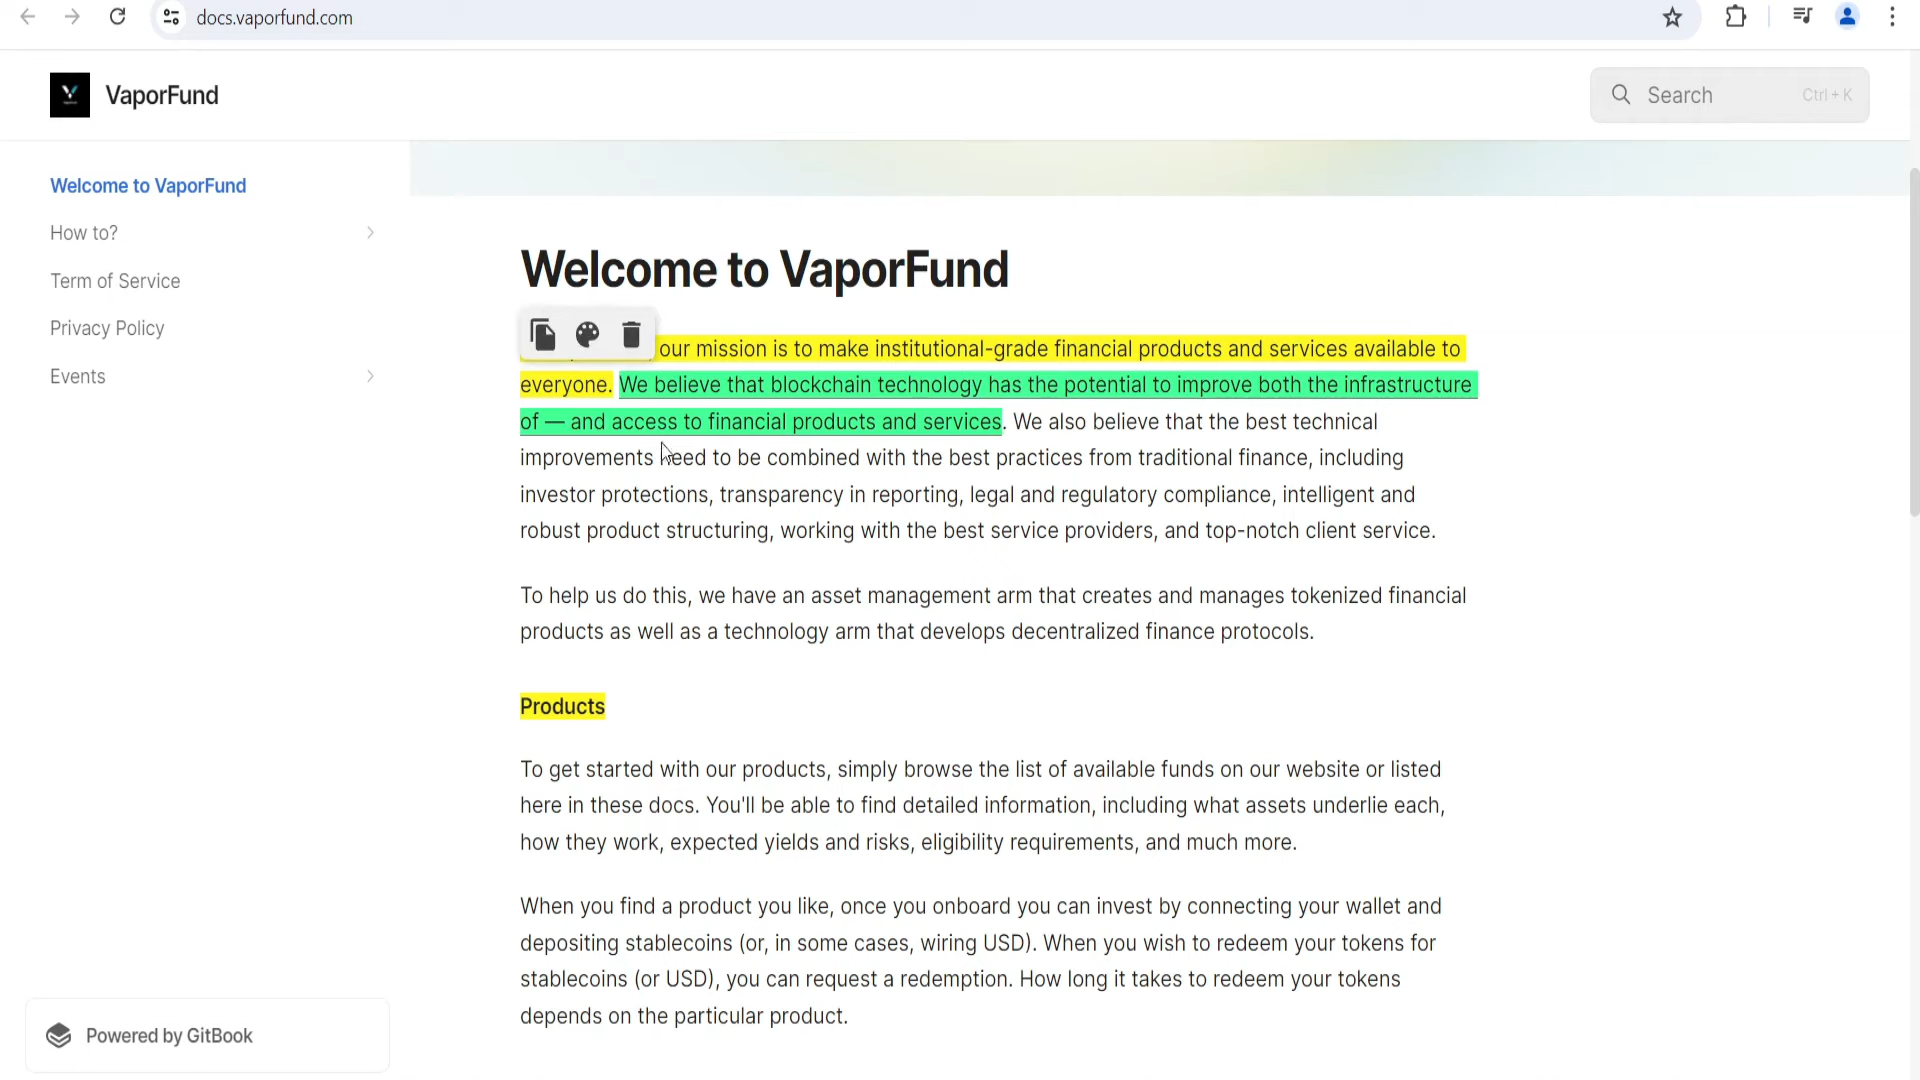 docs.vaporfund.com
VaporFund
Search
Ctrl + K
Welcome to VaporFund
How to?
Term of Service
Privacy Policy
Events
Welcome to VaporFund
our mission is to make institutional-grade financial products and services available to
everyone. We believe that blockchain technology has the potential to improve both the infrastructure
of — and access to financial products and services. We also believe that the best technical
improvements need to be combined with the best practices from traditional finance, including
investor protections, transparency in reporting, legal and regulatory compliance, intelligent and
robust product structuring, working with the best service providers, and top-notch client service.
To help us do this, we have an asset management arm that creates and manages tokenized financial
products as well as a technology arm that develops decentralized finance protocols.
Products
To get started with our products, simply browse the list of available funds on our website or listed
here in these docs. You'll be able to find detailed information, including what assets underlie each,
how they work, expected yields and risks, eligibility requirements, and much more.
When you find a product you like, once you onboard you can invest by connecting your wallet and
depositing stablecoins (or, in some cases, wiring USD). When you wish to redeem your tokens for
stablecoins (or USD), you can request a redemption. How long it takes to redeem your tokens
depends on the particular product.
Powered by GitBook